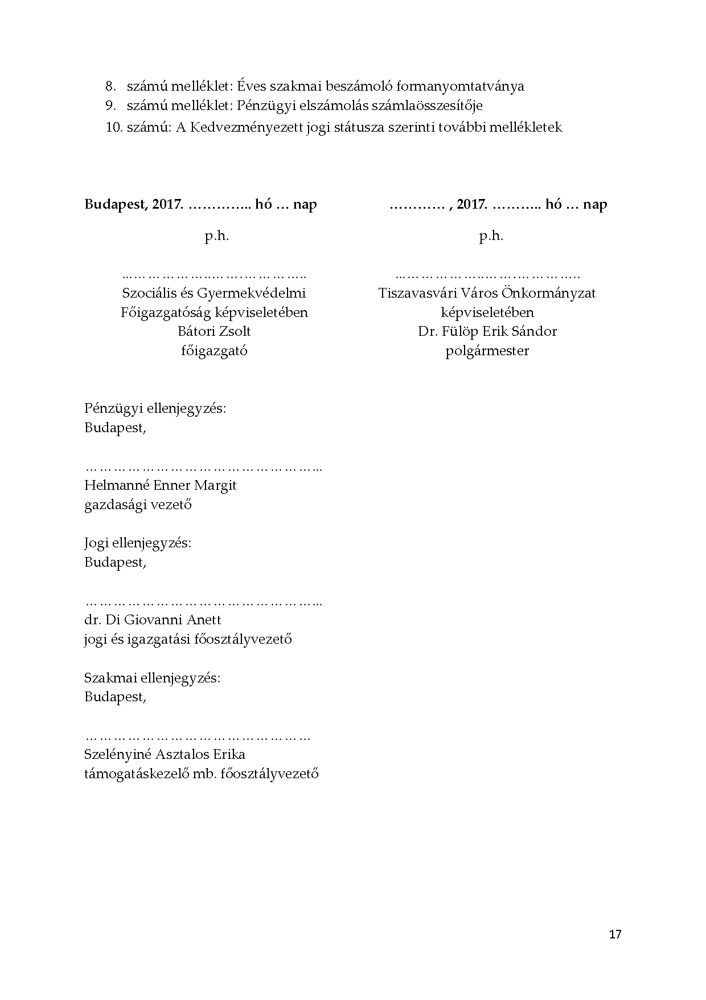 8. számú melléklet: Éves szakmai beszámoló formanyomtatványa
9. számú melléklet: Pénzügyi elszámolás számlaösszesítője
10. számú: A Kedvezményezett jogi státusza szerinti további mellékletek
Budapest, 2017. ………….. hó … nap ………… , 2017. ……….. hó … nap
p.h. p.h.
...……………..…….………….. ...……………..…….…………..
Szociális és Gyermekvédelmi Tiszavasvári Város Önkormányzat
Főigazgatóság képviseletében képviseletében
Bátori Zsolt Dr. Fülöp Erik Sándor
főigazgató polgármester
Pénzügyi ellenjegyzés:
Budapest,
…………………………………………...
Helmanné Enner Margit
gazdasági vezető
Jogi ellenjegyzés:
Budapest,
…………………………………………...
dr. Di Giovanni Anett
jogi és igazgatási főosztályvezető
Szakmai ellenjegyzés:
Budapest,
…………………………………………
Szelényiné Asztalos Erika
támogatáskezelő mb. főosztályvezető
17